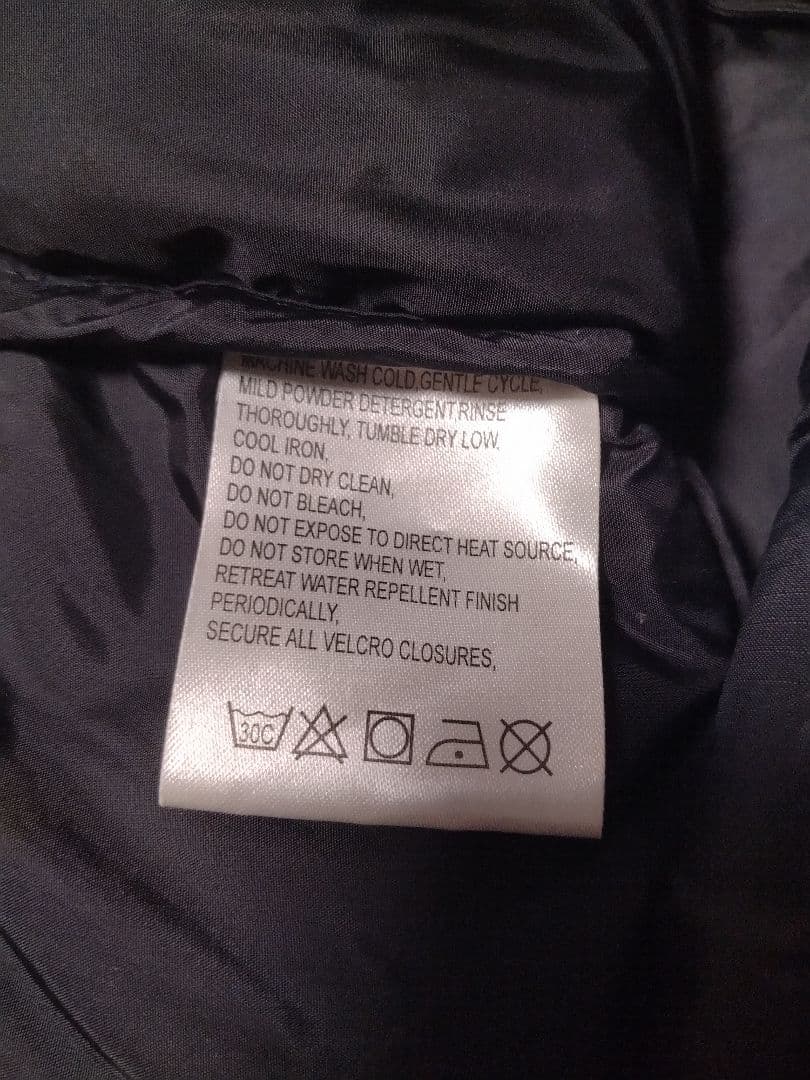 MACHINE WASH COLD,GENTLE CYCLE,
MILD POWDER DETERGENTRINSE
THOROUGHLY, TUMBLE DRY LOW,
COOL IRON,
DO NOT DRY CLEAN,
DO NOT BLEACH,
DO NOT EXPOSE TO DIRECT HEAT SOURCE,
DO NOT STORE WHEN WET,
RETREAT WATER REPELLENT FINISH
PERIODICALLY,
SECURE ALL VELCRO CLOSURES,
30C